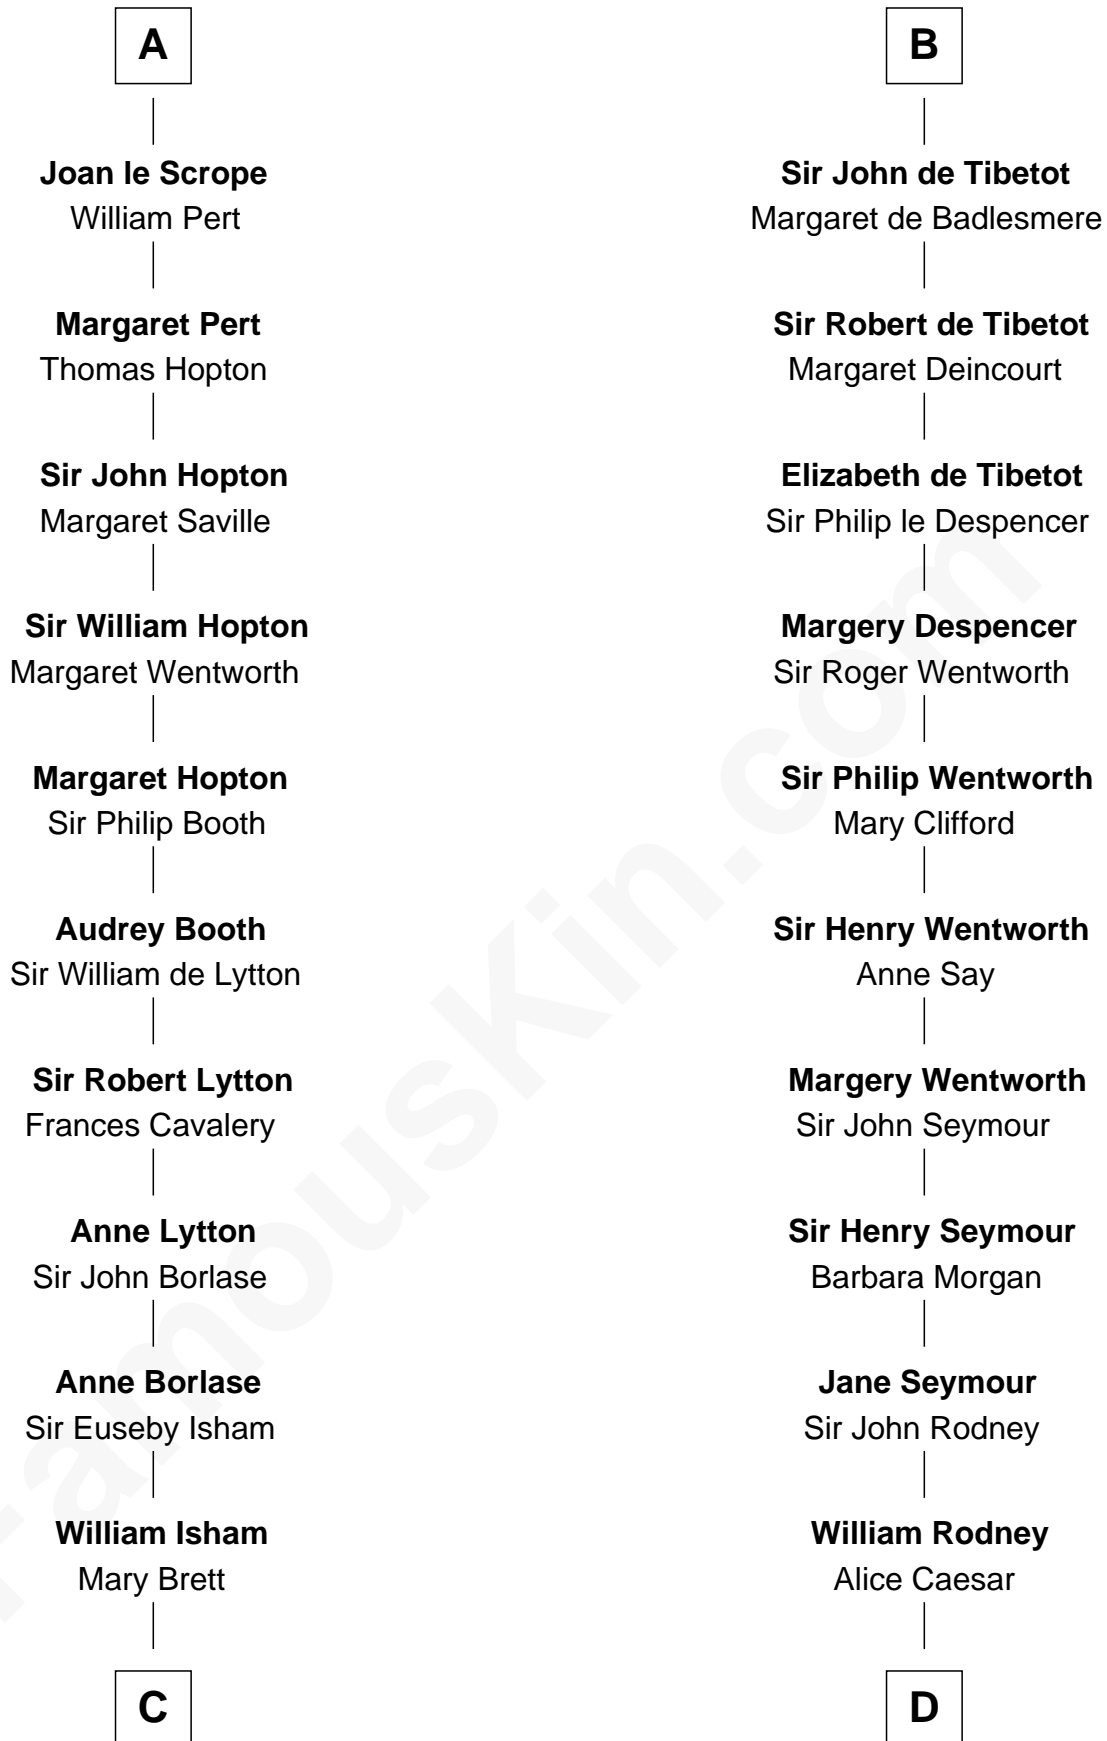 A
Joan le Scrope
William Pert
Margaret Pert
Thomas Hopton
Sir John Hopton
Margaret Saville
Sir William Hopton
Margaret Wentworth
Margaret Hopton
Sir Philip Booth
Audrey Booth
Sir William de Lytton
Sir Robert Lytton
Frances Cavalery
Anne Lytton
Sir John Borlase
Anne Borlase
Sir Euseby Isham
William Isham
Mary Brett
C
B
Sir John de Tibetot
Margaret de Badlesmere
Sir Robert de Tibetot
Margaret Deincourt
Elizabeth de Tibetot
Sir Philip le Despencer
Margery Despencer
Sir Roger Wentworth
Sir Philip Wentworth
Mary Clifford
Sir Henry Wentworth
Anne Say
Margery Wentworth
Sir John Seymour
Sir Henry Seymour
Barbara Morgan
Jane Seymour
Sir John Rodney
William Rodney
Alice Caesar
D
FamousKin.com